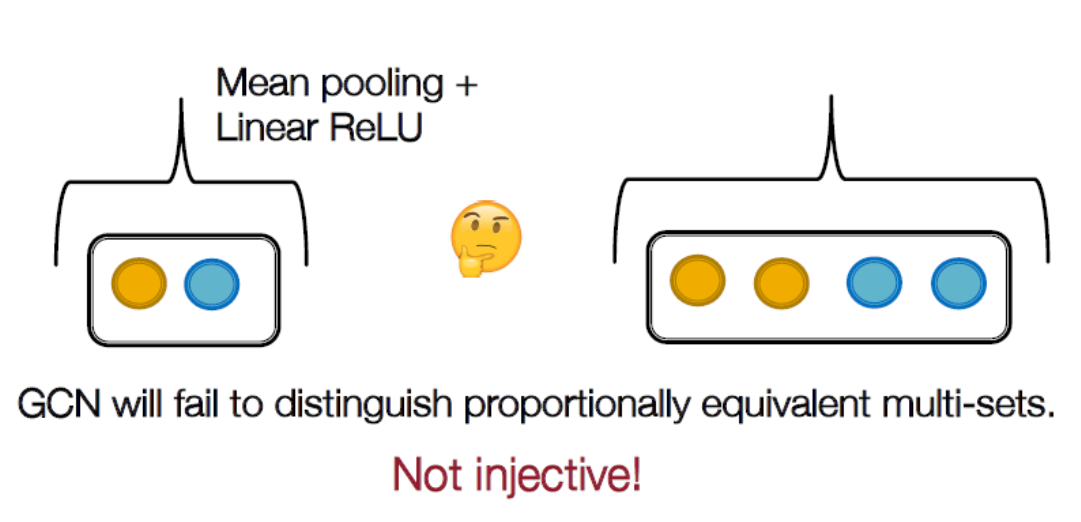 Mean pooling +
Linear ReLU
GCN will fail to distinguish proportionally equivalent multi-sets.
Not injective!